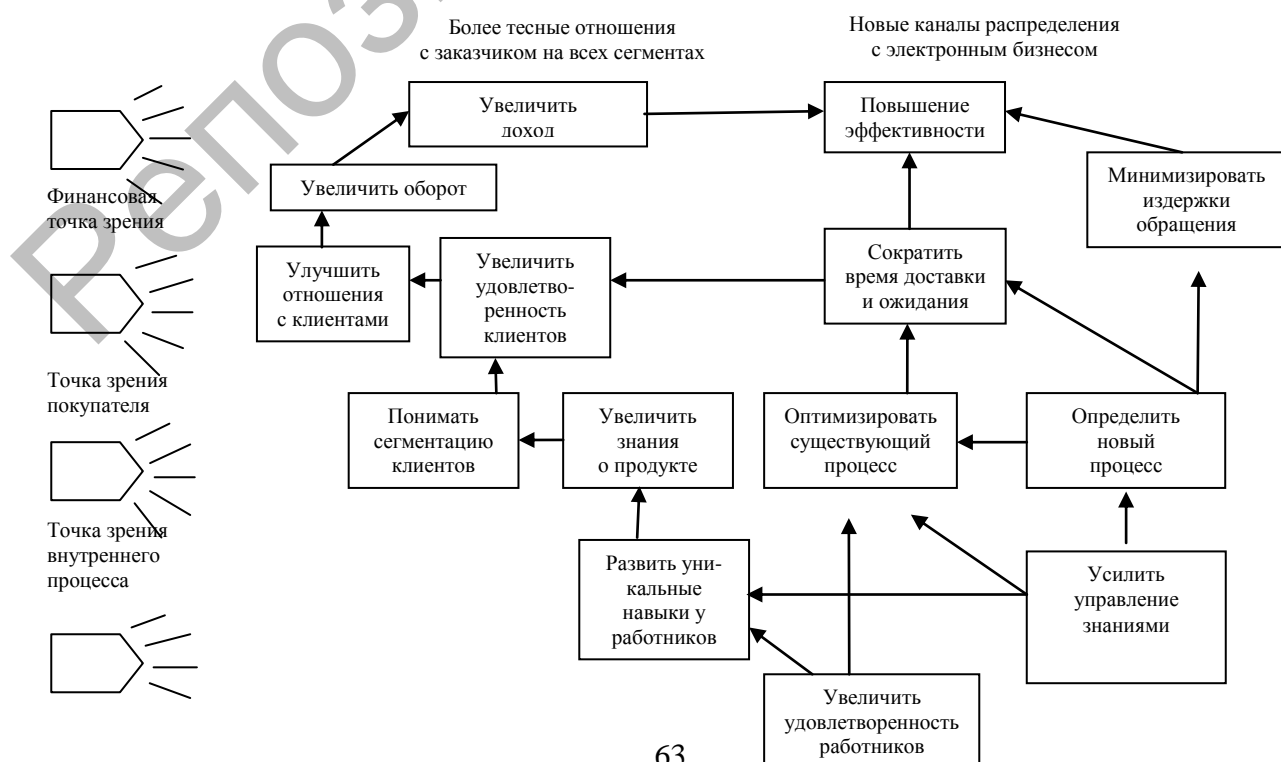 Репоз
Более тесные отношения
с заказчиком на всех сегментах
Новые каналы распределения
с электронным бизнесом
Увеличить
доход
Повышение
эффективности
Финансовая
точка зрения
Увеличить оборот
Минимизировать
издержки
обращения
Улучшить
отношения
с клиентами
Увеличить
удовлетво-
ренность
клиентов
Сократить
время доставки
и ожидания
Точка зрения
покупателя
Понимать
сегментацию
клиентов
Увеличить
знания
о продукте
Оптимизировать
существующий
процесс
Определить
новый
процесс
Точка зрения
внутреннего
процесса
Развить уни-
кальные
навыки у
работников
Усилить
управление
знаниями
Увеличить
удовлетворенность
работников
63